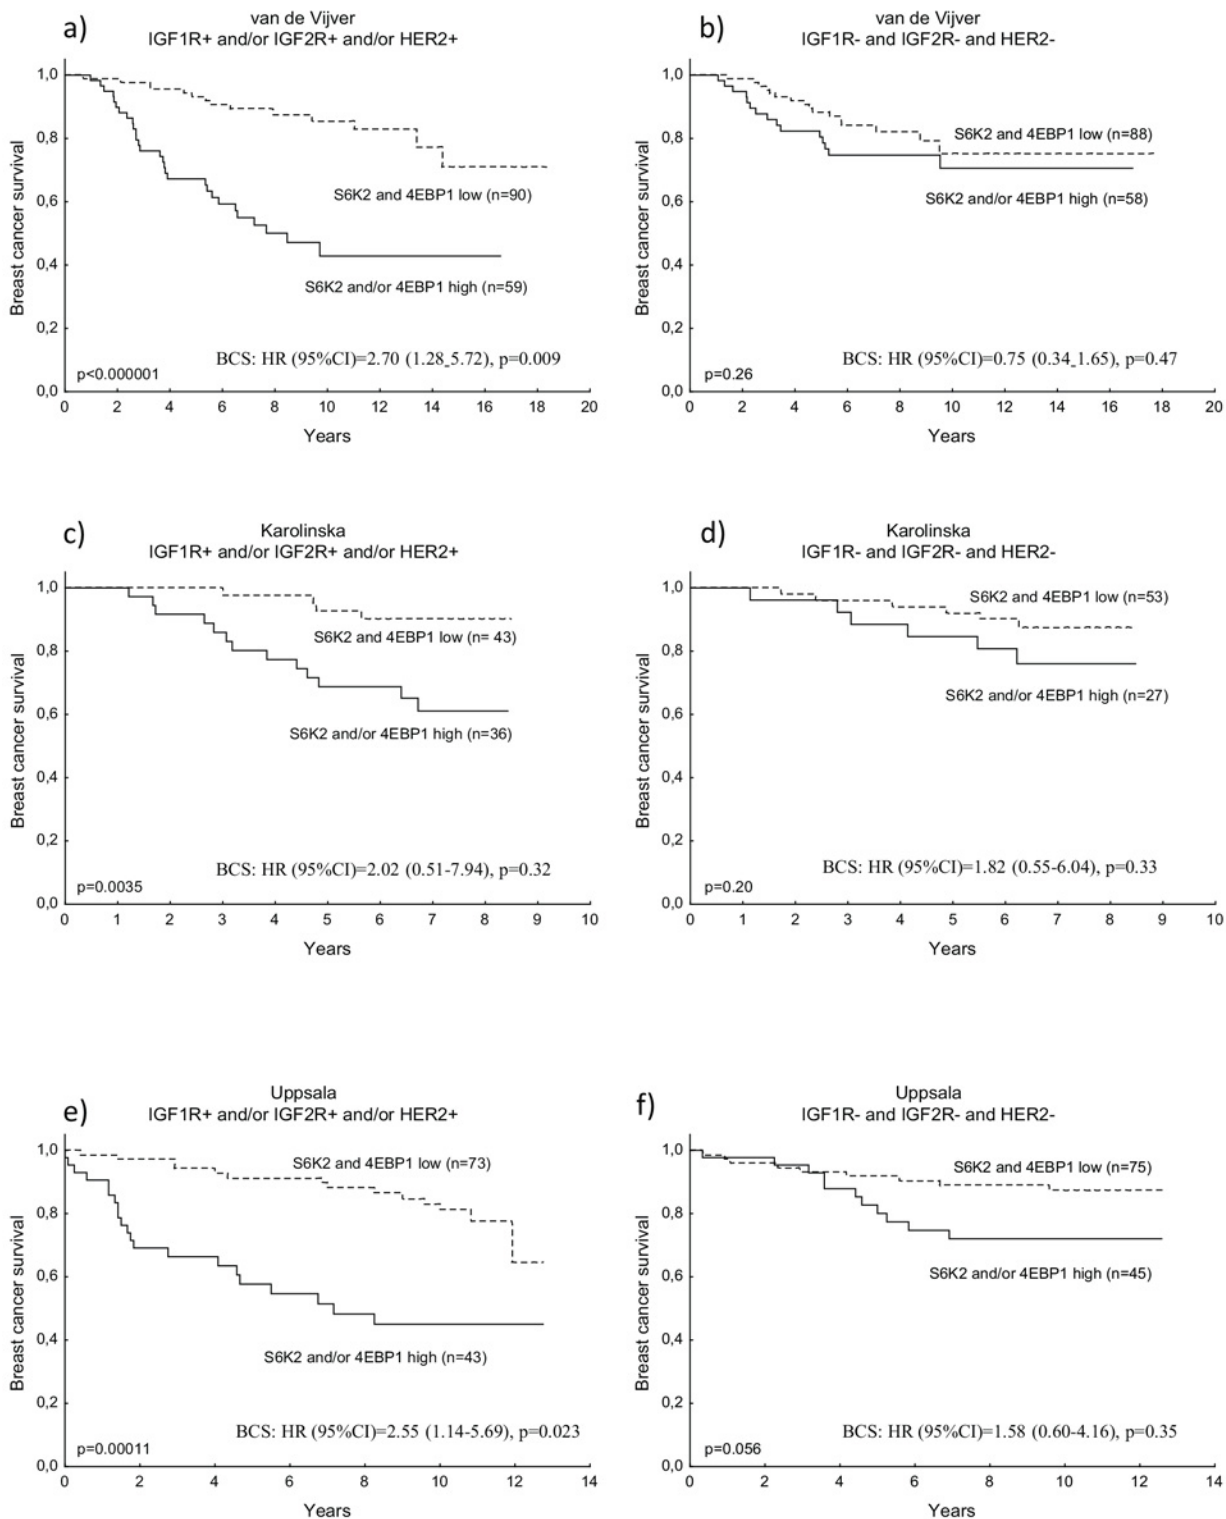 a)
van de Vijver
IGF1R+ and/or IGF2R+ and/or HER2+
Breast cancer survival
1,0
0,8
0,6
0,4
0,2
0,0
S6K2 and 4EBP1 low (n=90)
S6K2 and/or 4EBP1 high (n=59)
BCS: HR (95%CI)=2.70 (1.28_5.72), p=0.009
p<0.000001
0 2 4 6 8 10 12 14 16 18 20
Years
b)
van de Vijver
IGF1R- and IGF2R- and HER2-
Breast cancer survival
1,0
0,8
0,6
0,4
0,2
0,0
S6K2 and 4EBP1 low (n=88)
S6K2 and/or 4EBP1 high (n=58)
BCS: HR (95%CI)=0.75 (0.34_1.65), p=0.47
p=0.26
0 2 4 6 8 10 12 14 16 18 20
Years
c)
Karolinska
IGF1R+ and/or IGF2R+ and/or HER2+
Breast cancer survival
1,0
0,8
0,6
0,4
0,2
0,0
S6K2 and 4EBP1 low (n= 43)
S6K2 and/or 4EBP1 high (n=36)
BCS: HR (95%CI)=2.02 (0.51-7.94), p=0.32
p=0.0035
0 1 2 3 4 5 6 7 8 9 10
Years
d)
Karolinska
IGF1R- and IGF2R- and HER2-
Breast cancer survival
1,0
0,8
0,6
0,4
0,2
0,0
S6K2 and 4EBP1 low (n=53)
S6K2 and/or 4EBP1 high (n=27)
BCS: HR (95%CI)=1.82 (0.55-6.04), p=0.33
p=0.20
0 1 2 3 4 5 6 7 8 9 10
Years
e)
Uppsala
IGF1R+ and/or IGF2R+ and/or HER2+
Breast cancer survival
1,0
0,8
0,6
0,4
0,2
0,0
S6K2 and 4EBP1 low (n=73)
S6K2 and/or 4EBP1 high (n=43)
BCS: HR (95%CI)=2.55 (1.14-5.69), p=0.023
p=0.00011
0 2 4 6 8 10 12 14
Years
f)
Uppsala
IGF1R- and IGF2R- and HER2-
Breast cancer survival
1,0
0,8
0,6
0,4
0,2
0,0
S6K2 and 4EBP1 low (n=75)
S6K2 and/or 4EBP1 high (n=45)
BCS: HR (95%CI)=1.58 (0.60-4.16), p=0.35
p=0.056
0 2 4 6 8 10 12 14
Years